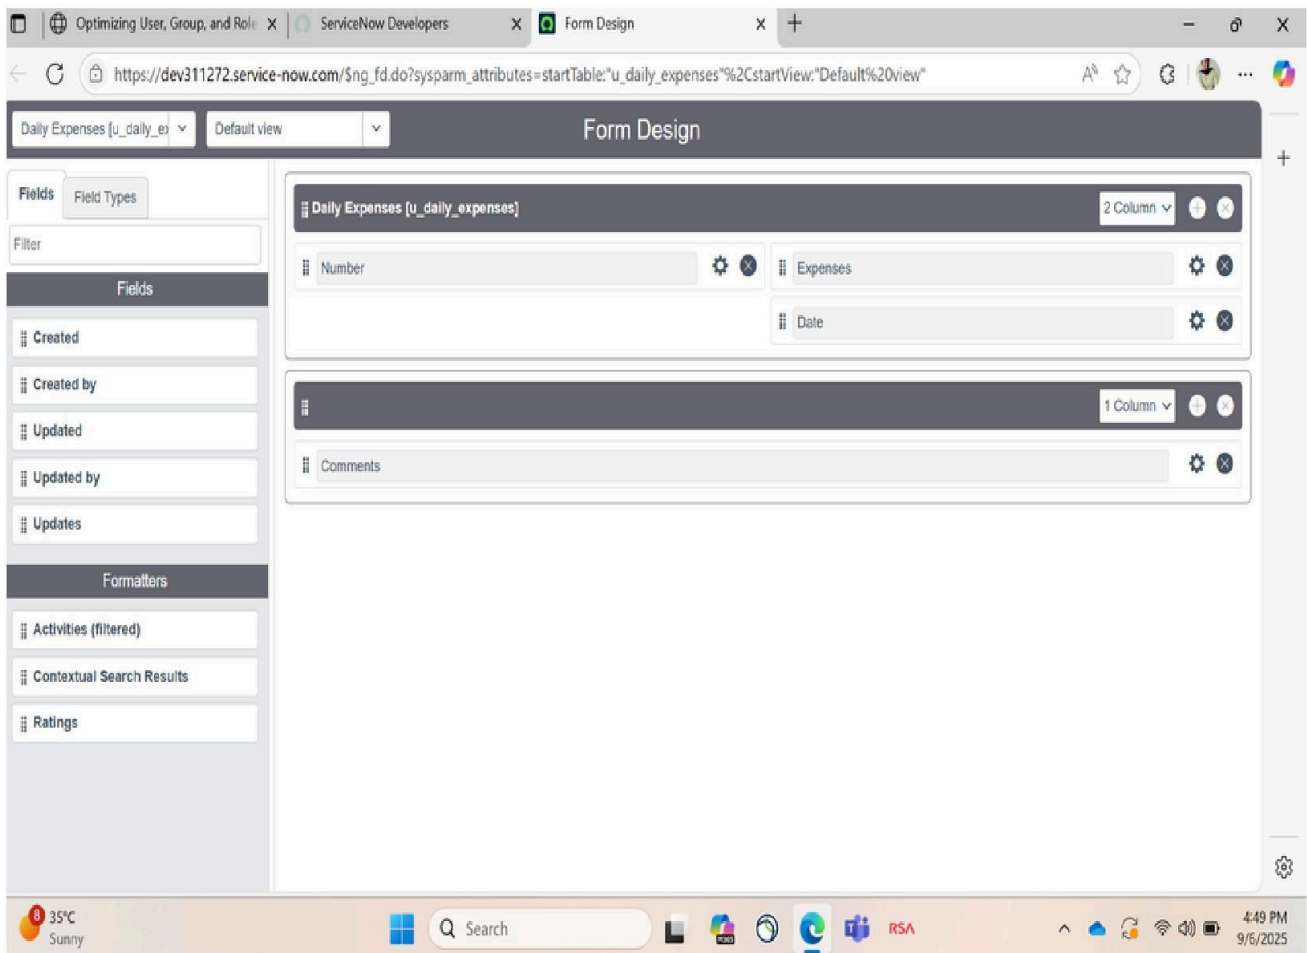 Optimizing User, Group, and Role
ServiceNow Developers
Form Design
https://dev311272.service-now.com/$ng_fd.do?sysparm_attributes=startTable:"u_daily_expenses"%2CstartView:"Default%20view"
Daily Expenses [u_daily_ex
Default view
Form Design
Fields
Field Types
Filter
Fields
Created
Created by
Updated
Updated by
Updates
Formatters
Activities (filtered)
Contextual Search Results
Ratings
Daily Expenses [u_daily_expenses]
2 Column
Number
Expenses
Date
1 Column
Comments
8
35°C
Sunny
Search
RSA
4:49 PM
9/6/2025